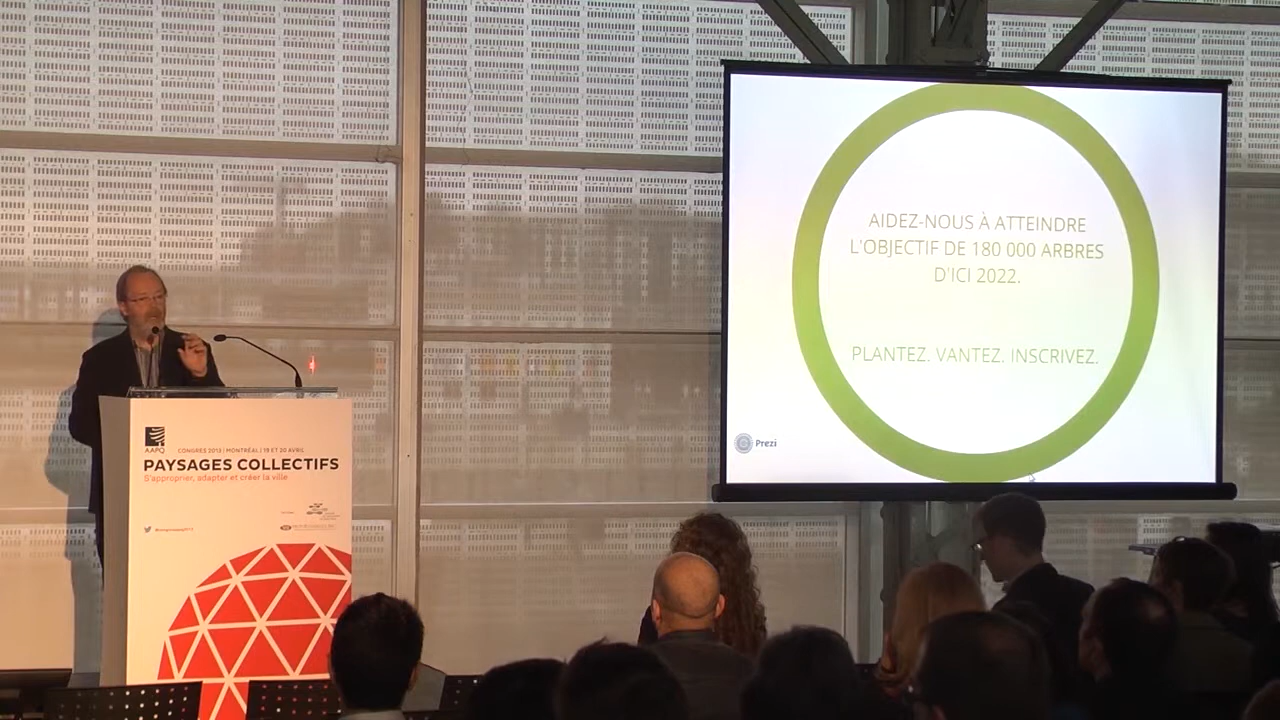 AIDEZ-NOUS À ATTEINDRE
L'OBJECTIF DE 180 000 ARBRES
D'ICI 2022.
PLANTEZ. VANTEZ. INSCRIVEZ.
Prezi
AAPQ
CONGRÈS 2013 | MONTRÉAL | 19 ET 20 AVRIL
PAYSAGES COLLECTIFS
S'approprier, adapter et créer la ville